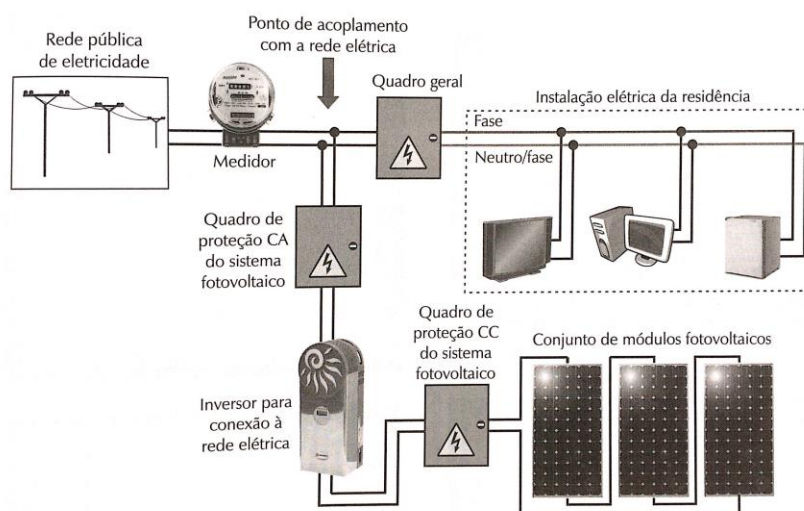 Rede pública
de eletricidade
Ponto de acoplamento
com a rede elétrica
Medidor
Quadro geral
Instalação elétrica da residência
Fase
Neutro/fase
Quadro de
proteção CA
do sistema
fotovoltaico
Inversor para
conexão à
rede elétrica
Quadro de
proteção CC
do sistema
fotovoltaico
Conjunto de módulos fotovoltaicos